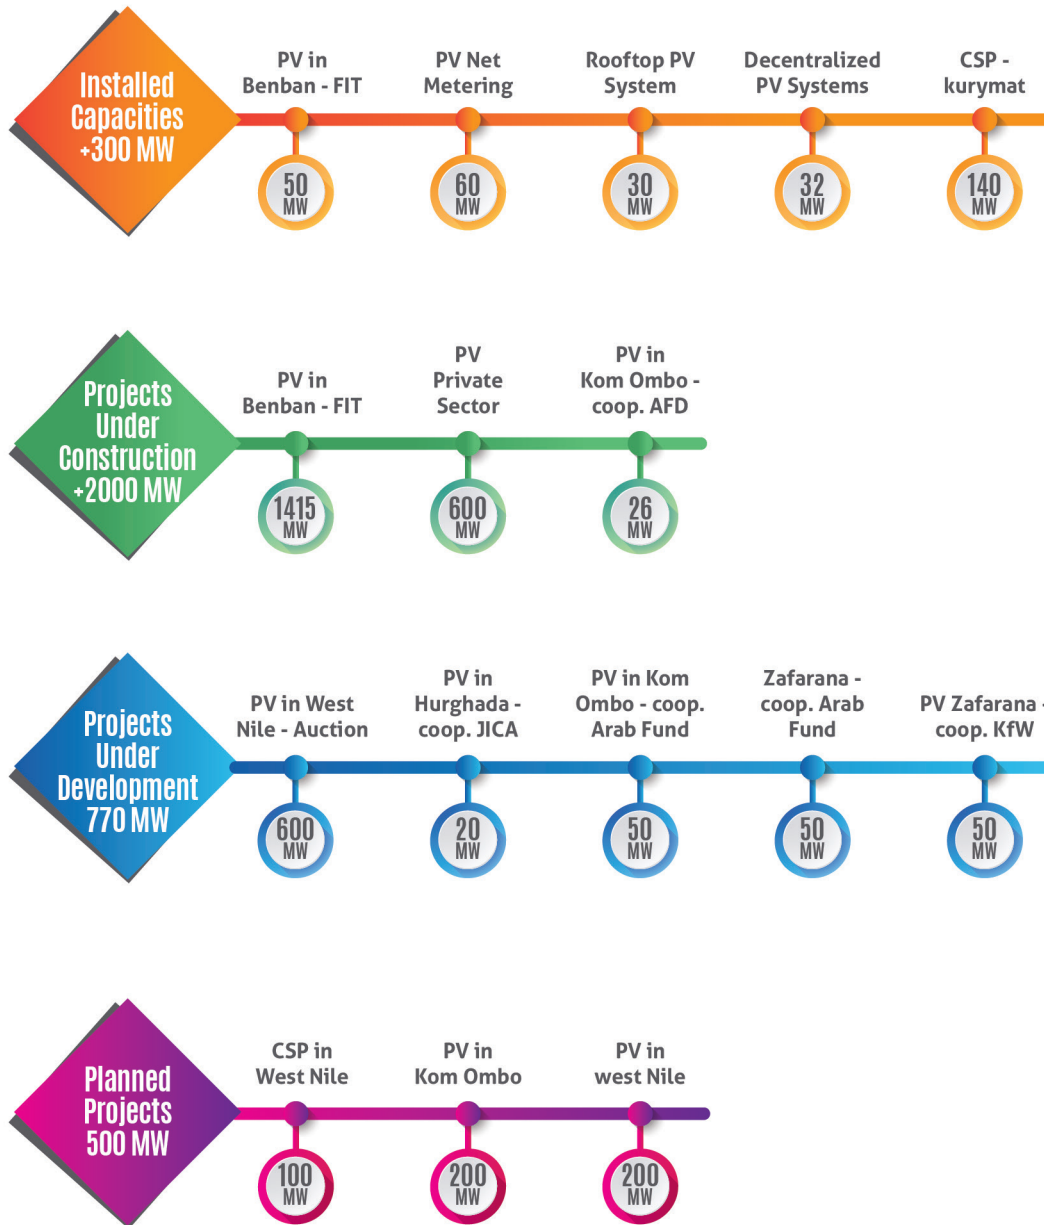 Installed
Capacities
+300 MW
PV in
Benban - FIT
50
MW
PV Net
Metering
60
MW
Rooftop PV
System
30
MW
Decentralized
PV Systems
32
MW
CSP -
kurymat
140
MW
Projects
Under
Construction
+2000 MW
PV in
Benban - FIT
1415
MW
PV
Private
Sector
600
MW
PV in
Kom Ombo -
coop. AFD
26
MW
Projects
Under
Development
770 MW
PV in West
Nile - Auction
600
MW
PV in
Hurghada -
coop. JICA
20
MW
PV in Kom
Ombo - coop.
Arab Fund
50
MW
Zafarana -
coop. Arab
Fund
50
MW
PV Zafarana -
coop. KfW
50
MW
Planned
Projects
500 MW
CSP in
West Nile
100
MW
PV in
Kom Ombo
200
MW
PV in
west Nile
200
MW